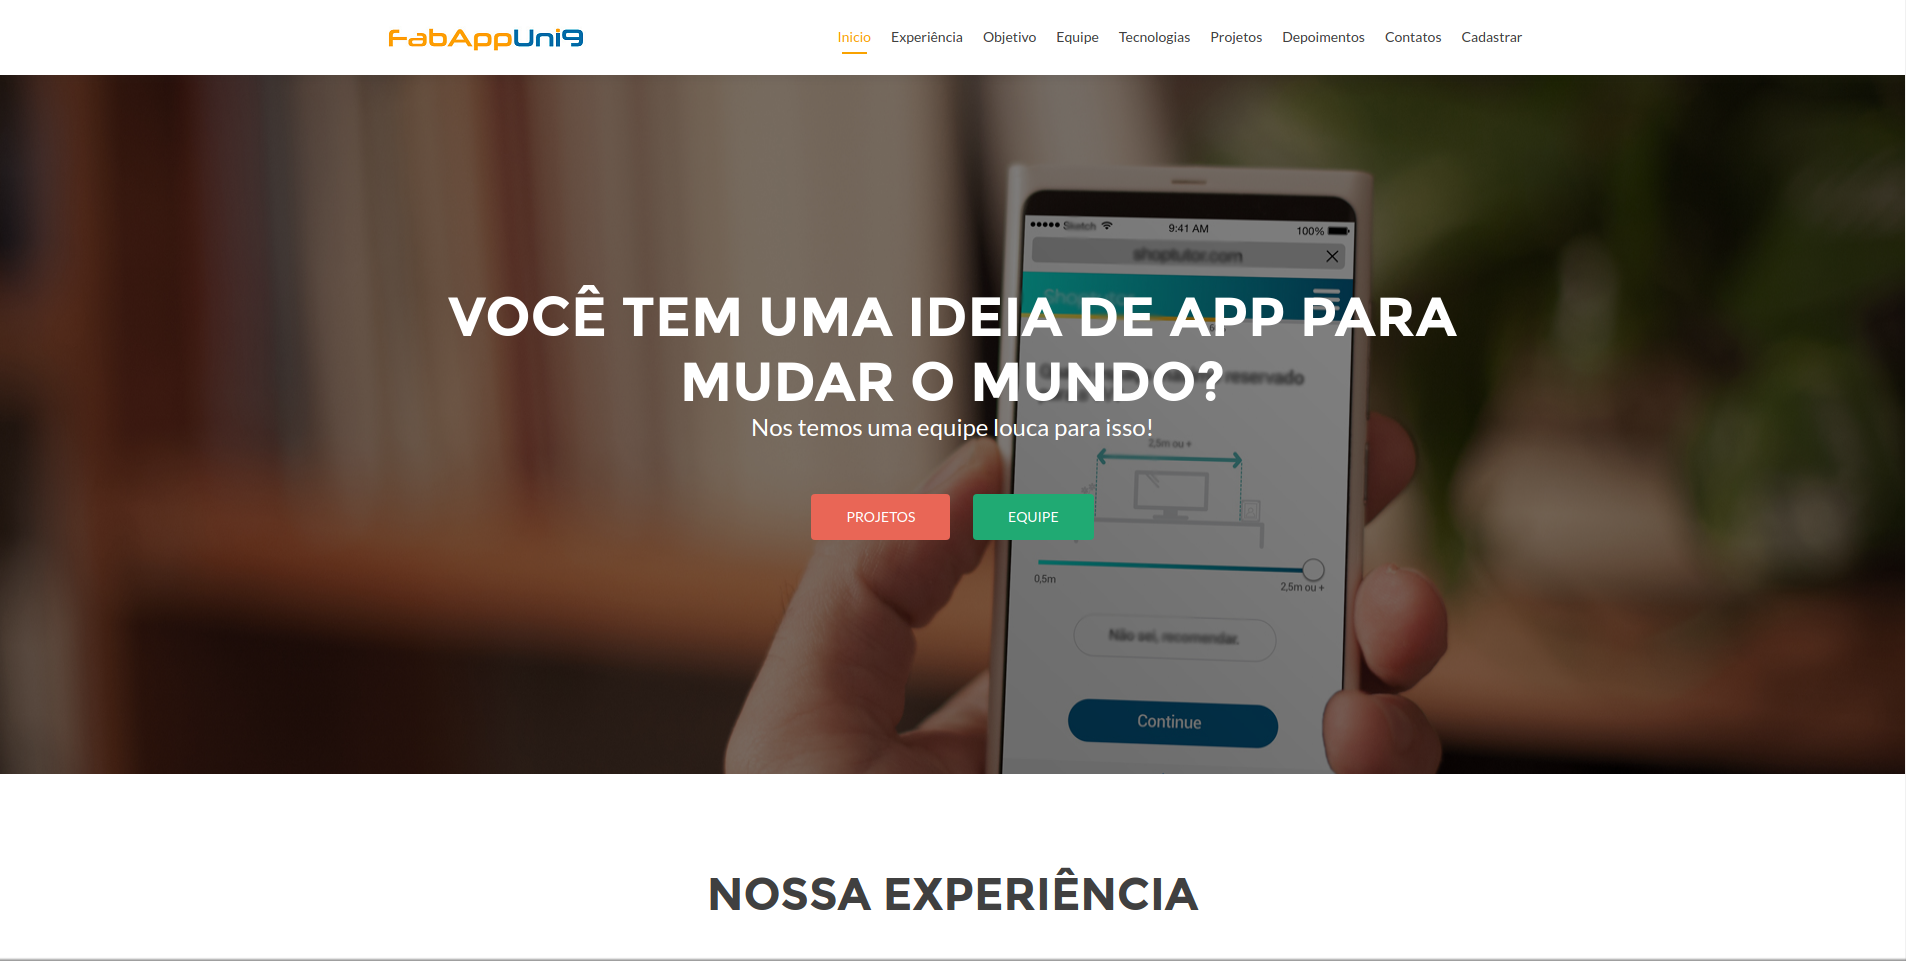 FabAppUni9
Inicio Experiência Objetivo Equipe Tecnologias Projetos Depoimentos Contatos Cadastrar
Sketch 9:41 AM 100%
shoptutor.com
VOCÊ TEM UMA IDEIA DE APP PARA
MUDAR O MUNDO?
reservado
Nos temos uma equipe louca para isso!
2,5m ou +
PROJETOS EQUIPE
0,5m 2,5m ou +
Não sei, recomendar.
Continue
NOSSA EXPERIÊNCIA